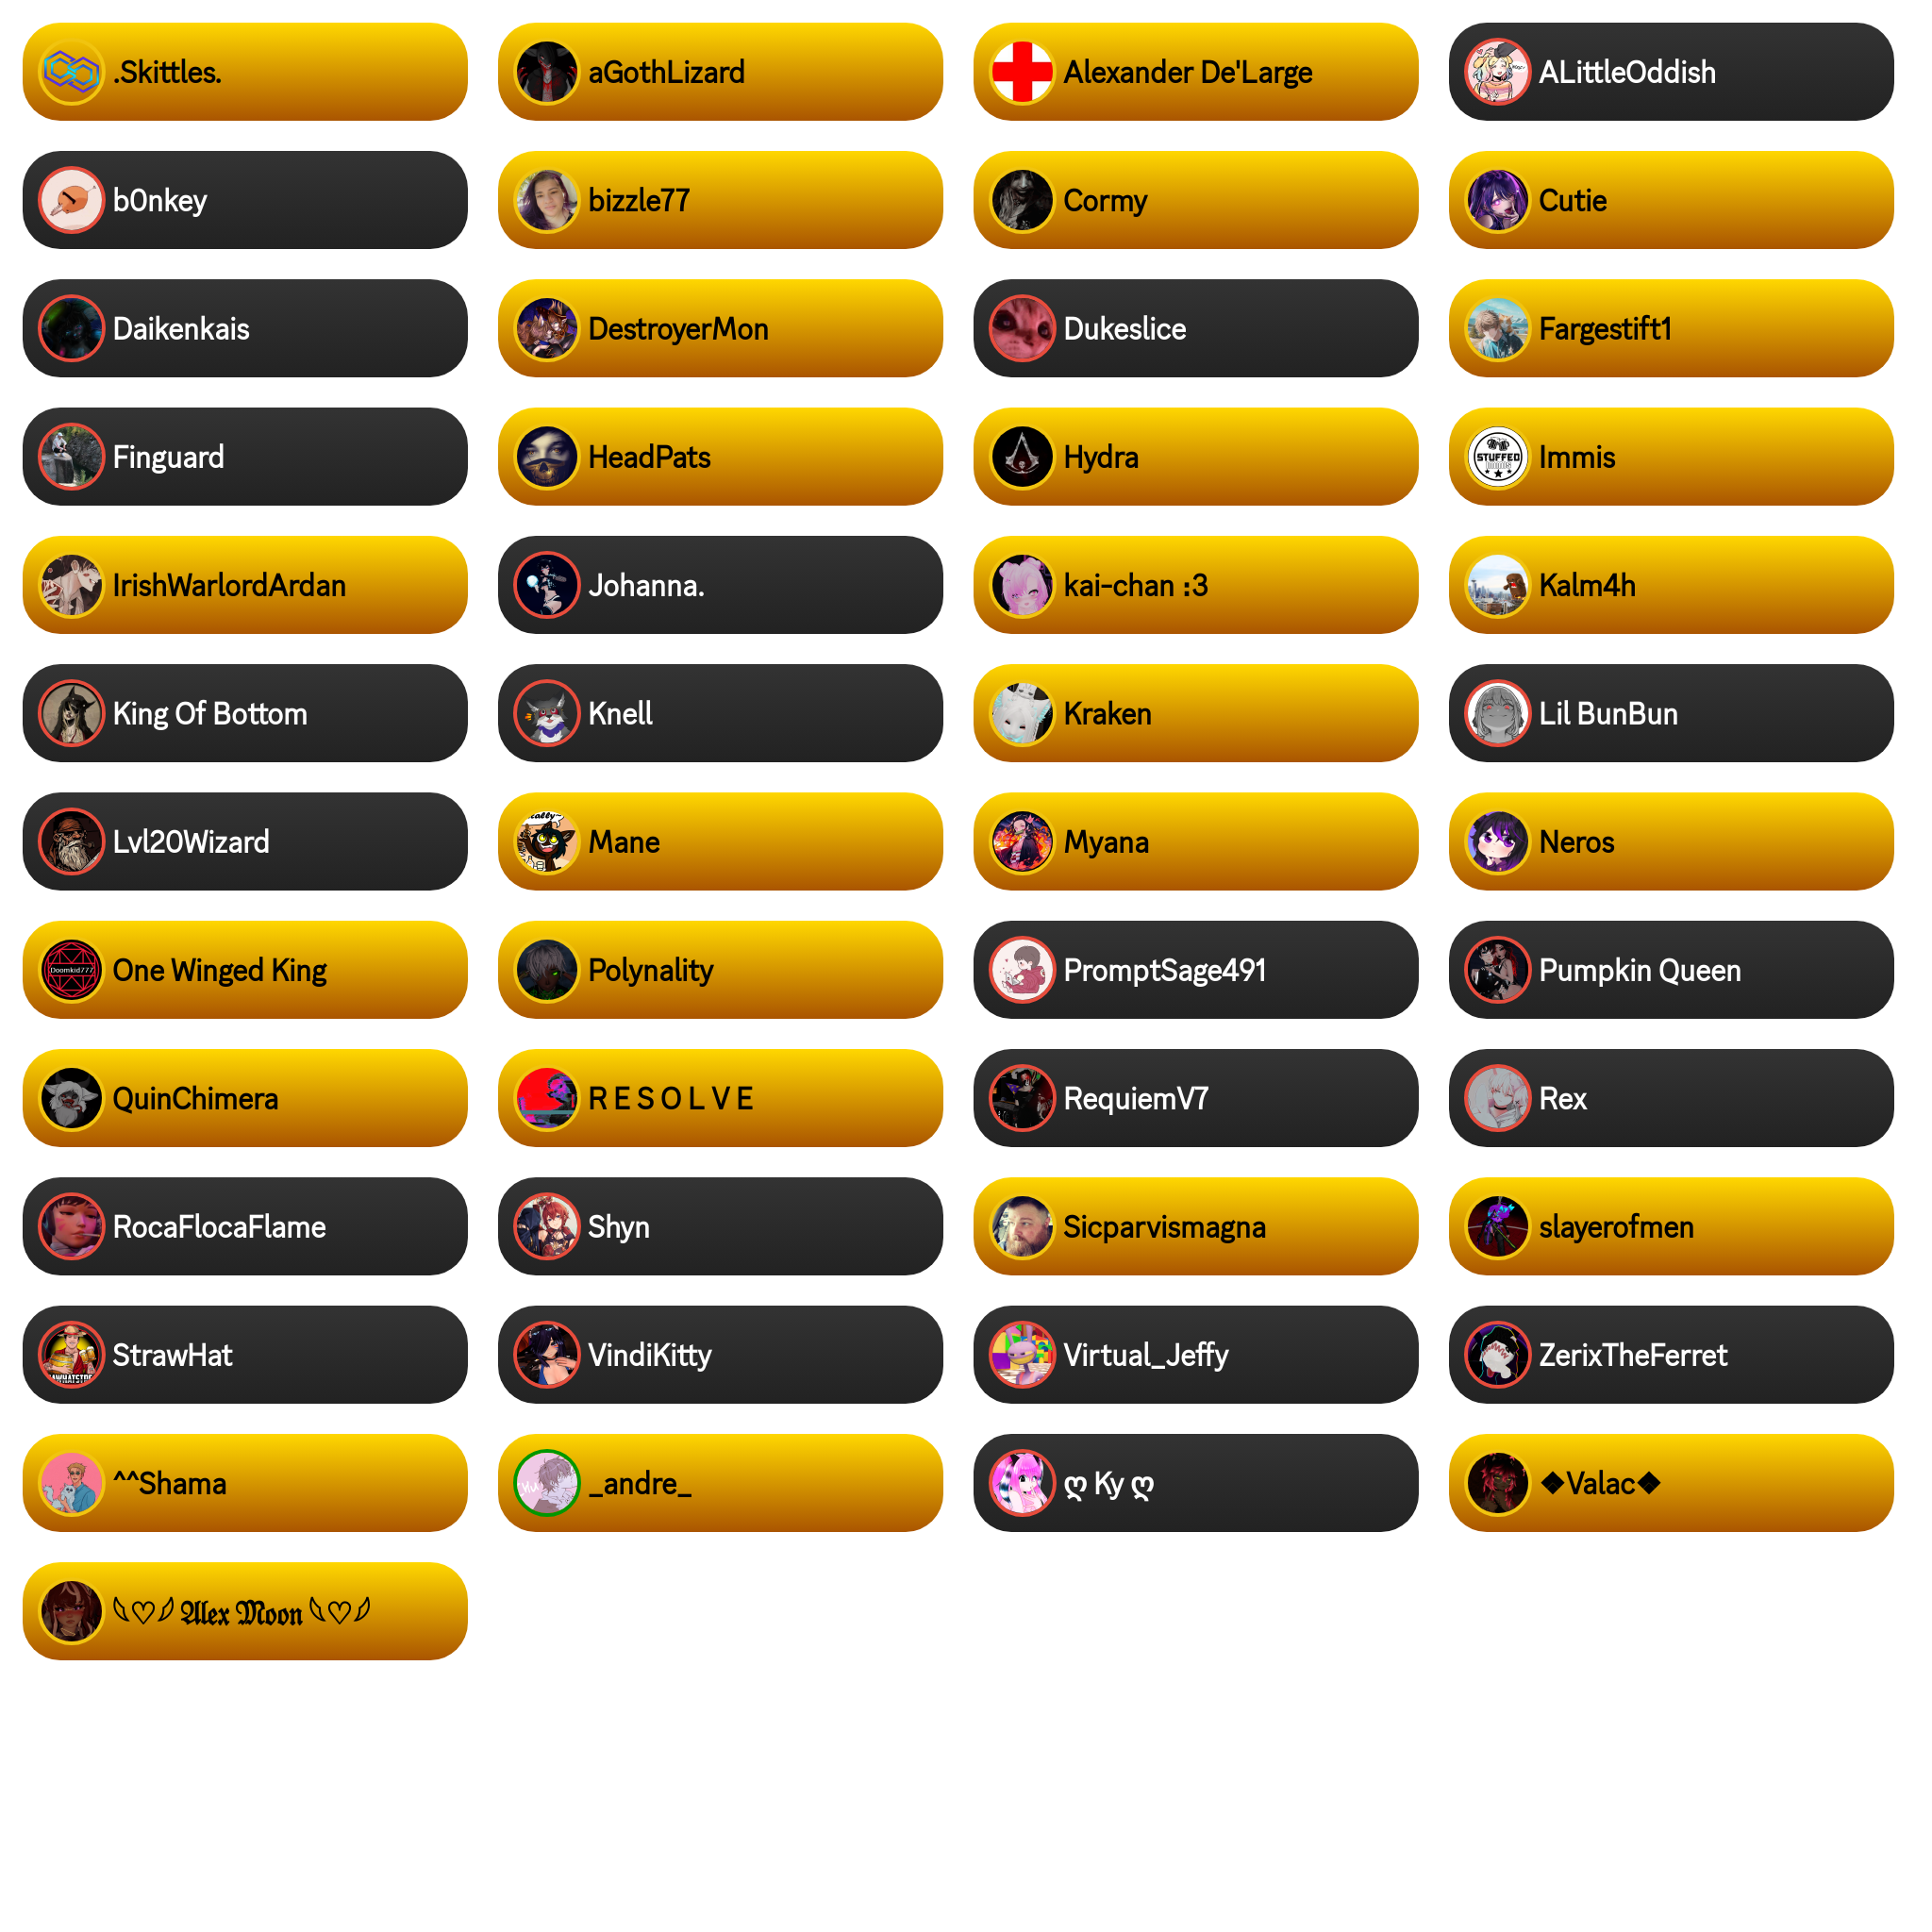 .Skittles.
aGothLizard
Alexander De'Large
ALittleOddish
b0nkey
bizzle77
Cormy
Cutie
Daikenkais
DestroyerMon
Dukeslice
Fargestift1
Finguard
HeadPats
Hydra
STUFFED
Immis
IrishWarlordArdan
Johanna.
kai-chan :3
Kalm4h
King Of Bottom
Knell
Kraken
Lil BunBun
Lvl20Wizard
Mane
Myana
Neros
Doomkid777
One Winged King
Polynality
PromptSage491
Pumpkin Queen
QuinChimera
R E S O L V E
RequiemV7
Rex
RocaFlocaFlame
Shyn
Sicparvismagna
slayerofmen
StrawHat
VindiKitty
Virtual_Jeffy
ZerixTheFerret
^^Shama
_andre_
ღ Ky ღ
❖Valac❖
𓆩♡𓆪 𝕬𝖑𝖊𝖝 𝕸𝖔𝖔𝖓 𓆩♡𓆪